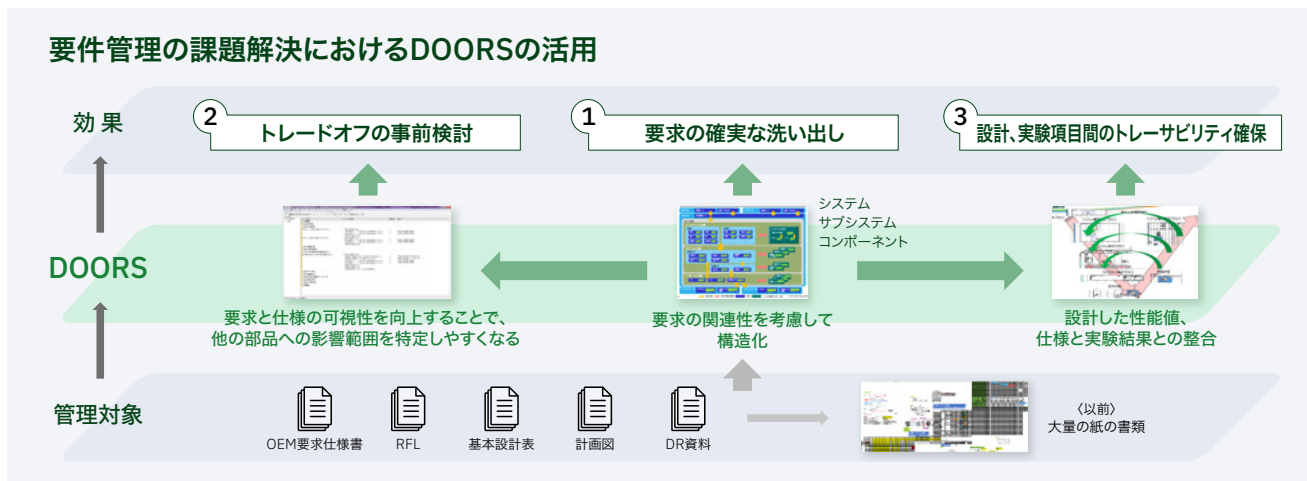 要件管理の課題解決におけるDOORSの活用
効 果
2
トレードオフの事前検討
1
要求の確実な洗い出し
3
設計、実験項目間のトレーサビリティ確保
システム
サブシステム
コンポーネント
DOORS
要求と仕様の可視性を向上することで、
他の部品への影響範囲を特定しやすくなる
要求の関連性を考慮して
構造化
設計した性能値、
仕様と実験結果との整合
管理対象
OEM要求仕様書
RFL
基本設計表
計画図
DR資料
〈以前〉
大量の紙の書類